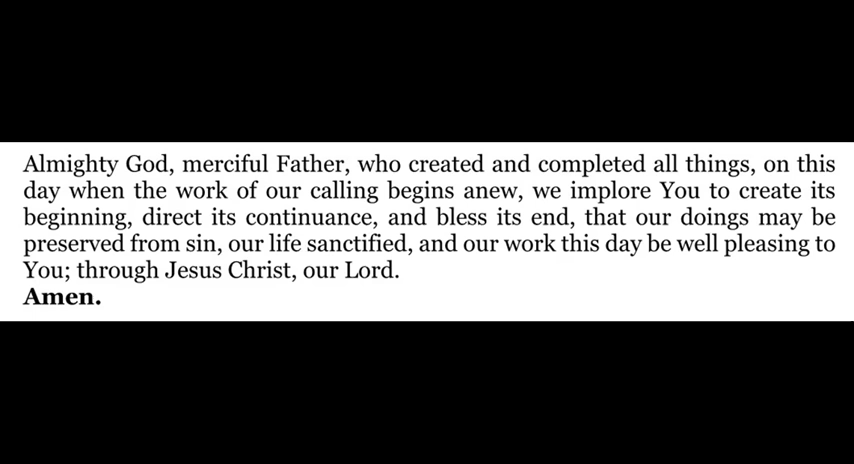 Almighty God, merciful Father, who created and completed all things, on this
day when the work of our calling begins anew, we implore You to create its
beginning, direct its continuance, and bless its end, that our doings may be
preserved from sin, our life sanctified, and our work this day be well pleasing to
You; through Jesus Christ, our Lord.
Amen.